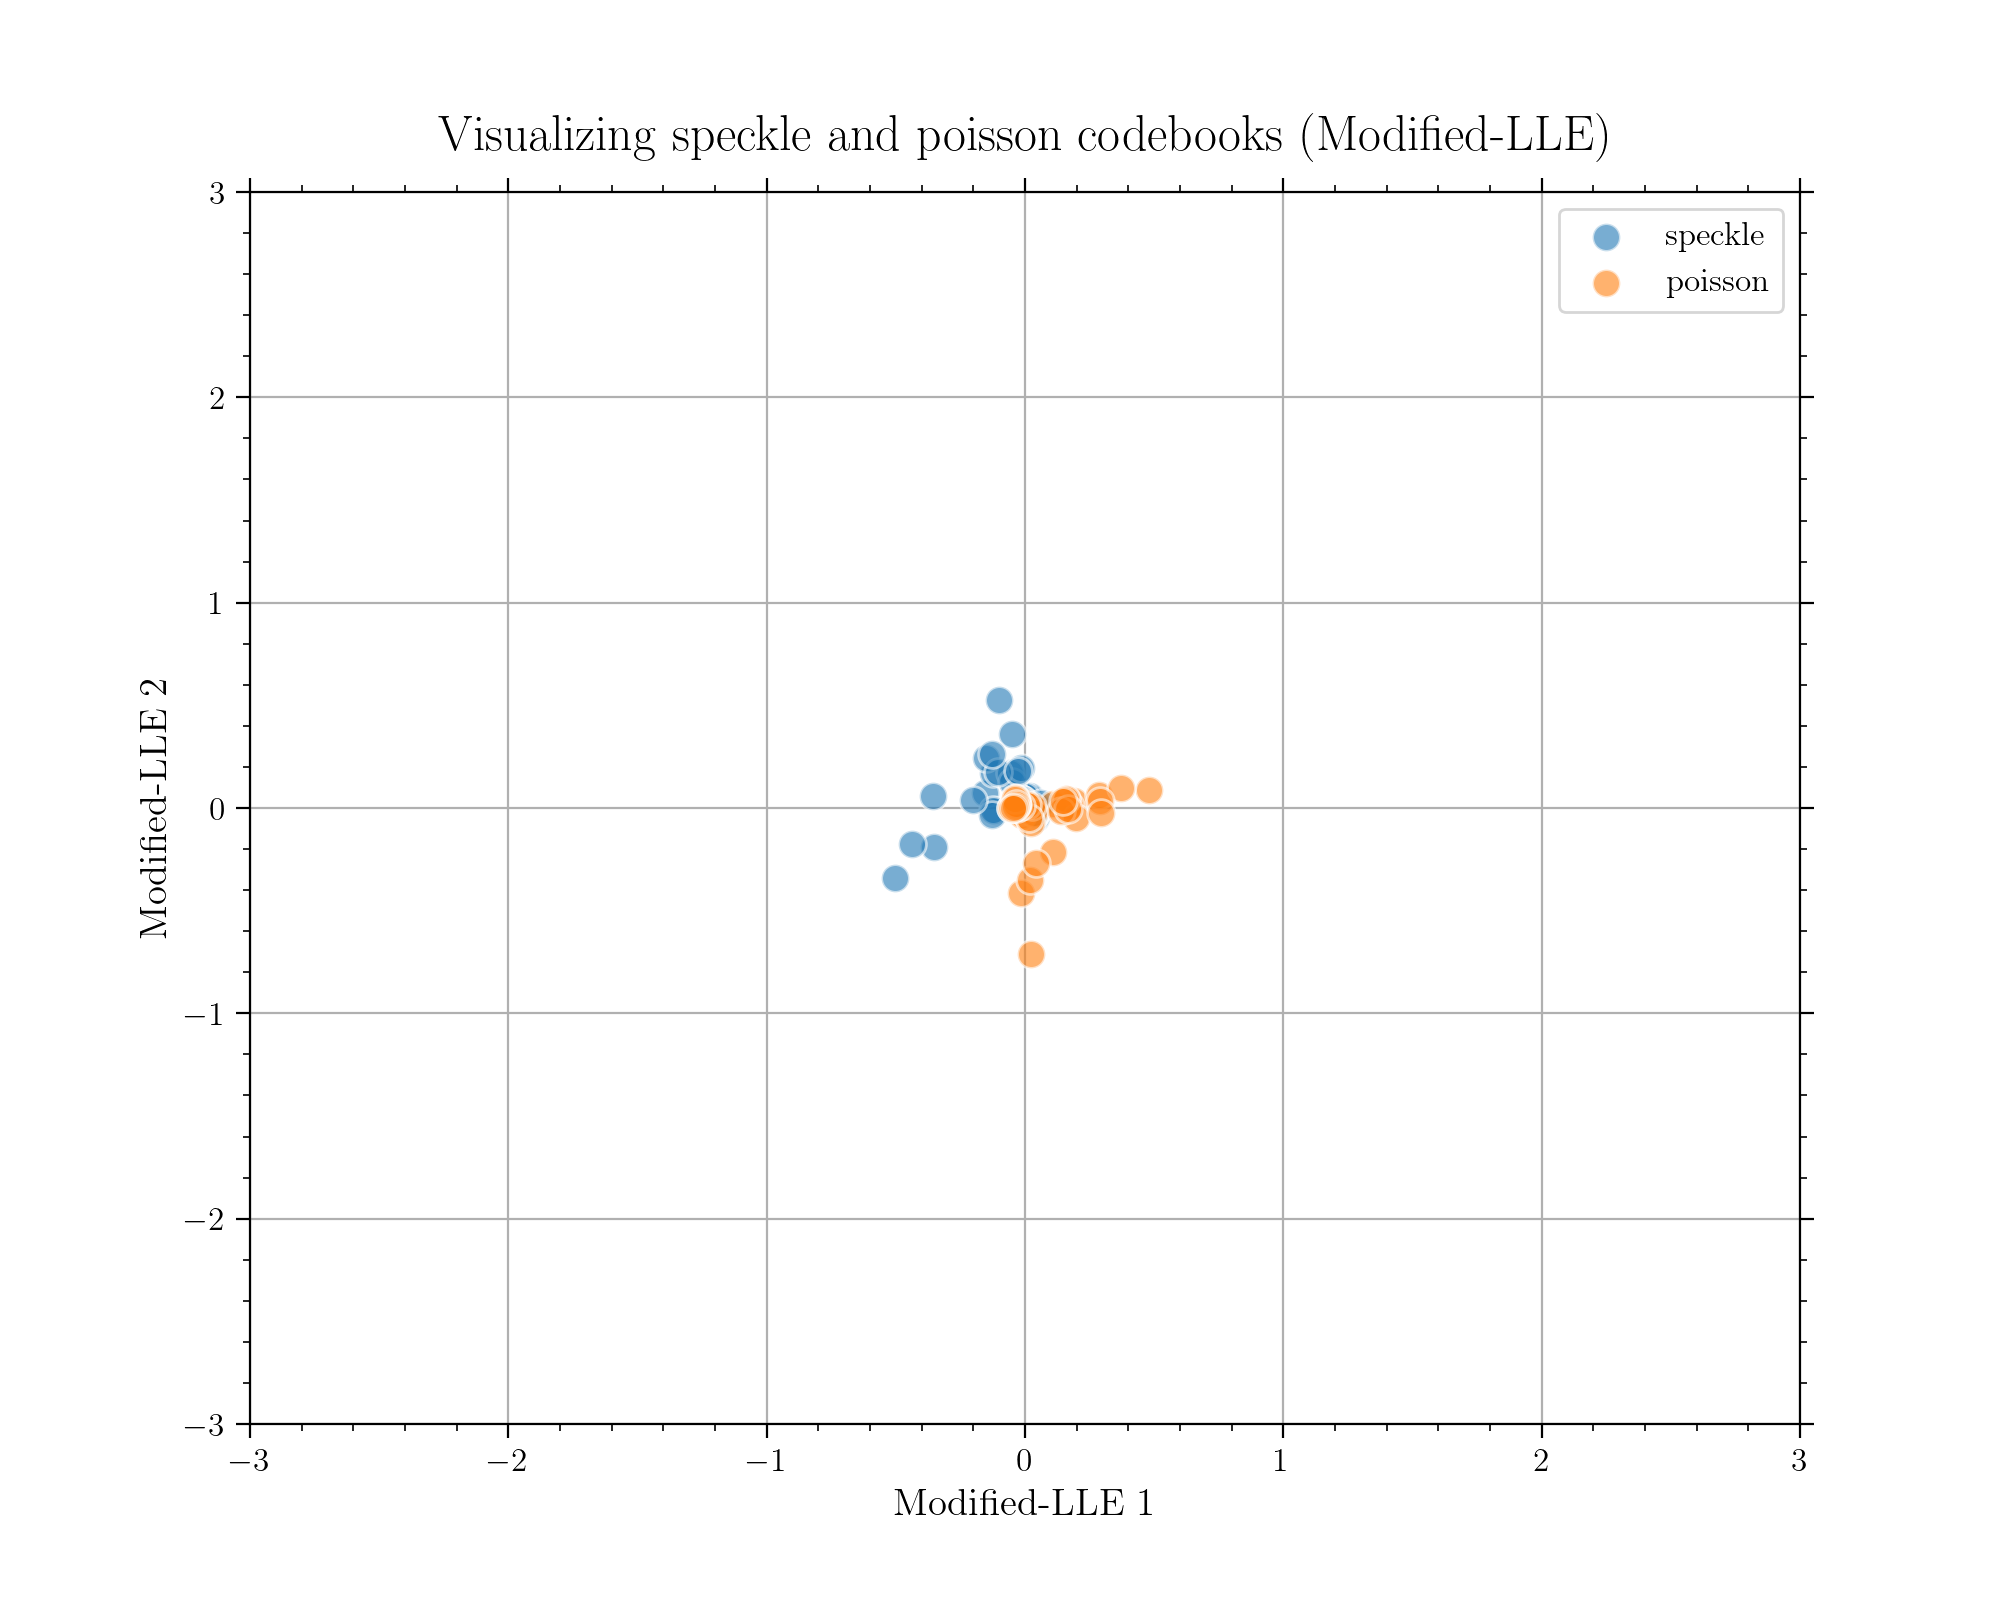 Visualizing speckle and poisson codebooks (Modified-LLE)
speckle
poisson
3
2
1
0
−1
−2
−3
Modified-LLE 2
−3
−2
−1
0
1
2
3
Modified-LLE 1